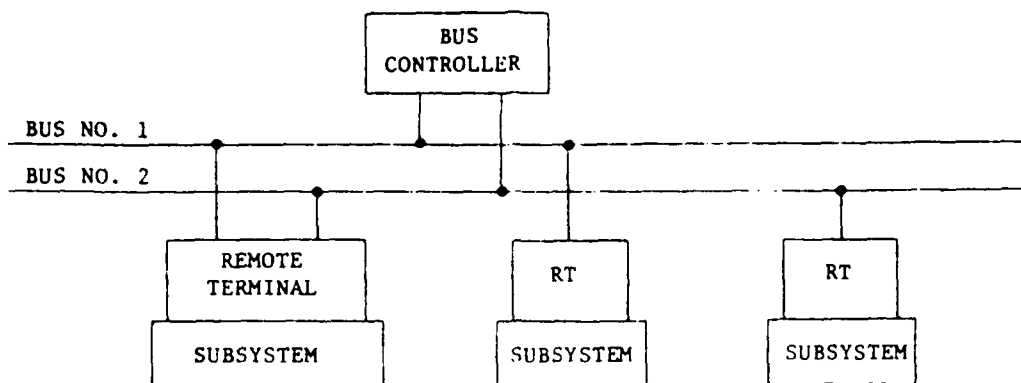 BUS
CONTROLLER
BUS NO. 1
BUS NO. 2
REMOTE
TERMINAL
RT
RT
SUBSYSTEM
SUBSYSTEM
SUBSYSTEM